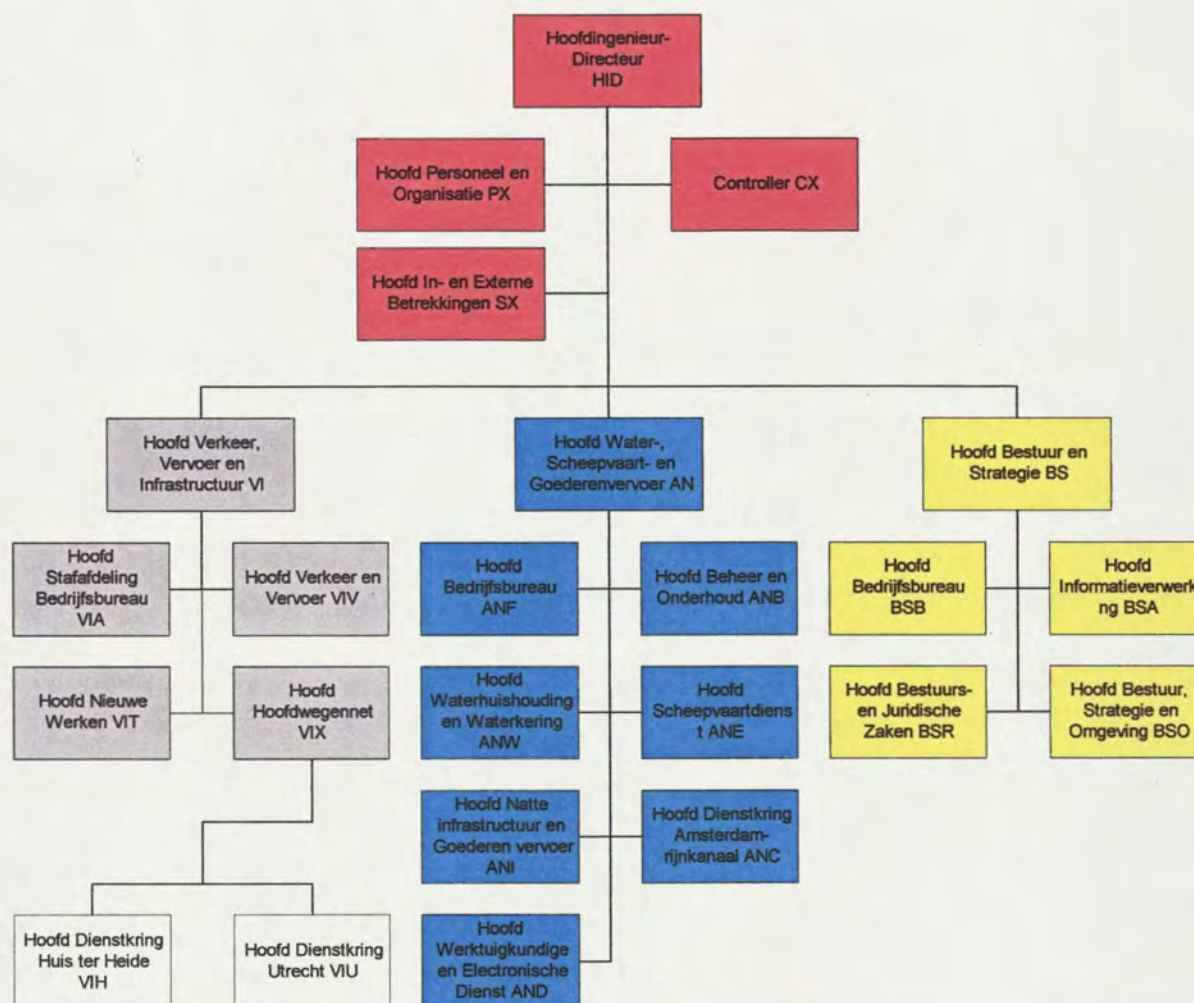 Hoofdingenieur-
Directeur
HID
Hoofd Personeel en
Organisatie PX
Controller CX
Hoofd In- en Externe
Betrekkingen SX
Hoofd Verkeer,
Vervoer en
Infrastructuur VI
Hoofd Water-,
Scheepvaart- en
Goederenvervoer AN
Hoofd Bestuur en
Strategie BS
Hoofd
Stafafdeling
Bedrijfsbureau
VIA
Hoofd Verkeer en
Vervoer VIV
Hoofd
Bedrijfsbureau
ANF
Hoofd Beheer en
Onderhoud ANB
Hoofd
Bedrijfsbureau
BSB
Hoofd
Informatieverwerk
ng BSA
Hoofd Nieuwe
Werken VIT
Hoofd
Hoofdwegennet
VIX
Hoofd
Waterhuishouding
en Waterkering
ANW
Hoofd
Scheepvaartdiens
t ANE
Hoofd Bestuurs-
en Juridische
Zaken BSR
Hoofd Bestuur,
Strategie en
Omgeving BSO
Hoofd Natte
infrastructuur en
Goederen vervoer
ANI
Hoofd Dienstkring
Amsterdam-
rijnkanaal ANC
Hoofd Dienstkring
Huis ter Heide
VIH
Hoofd Dienstkring
Utrecht VIU
Hoofd
Werktuigkundige
en Electronische
Dienst AND